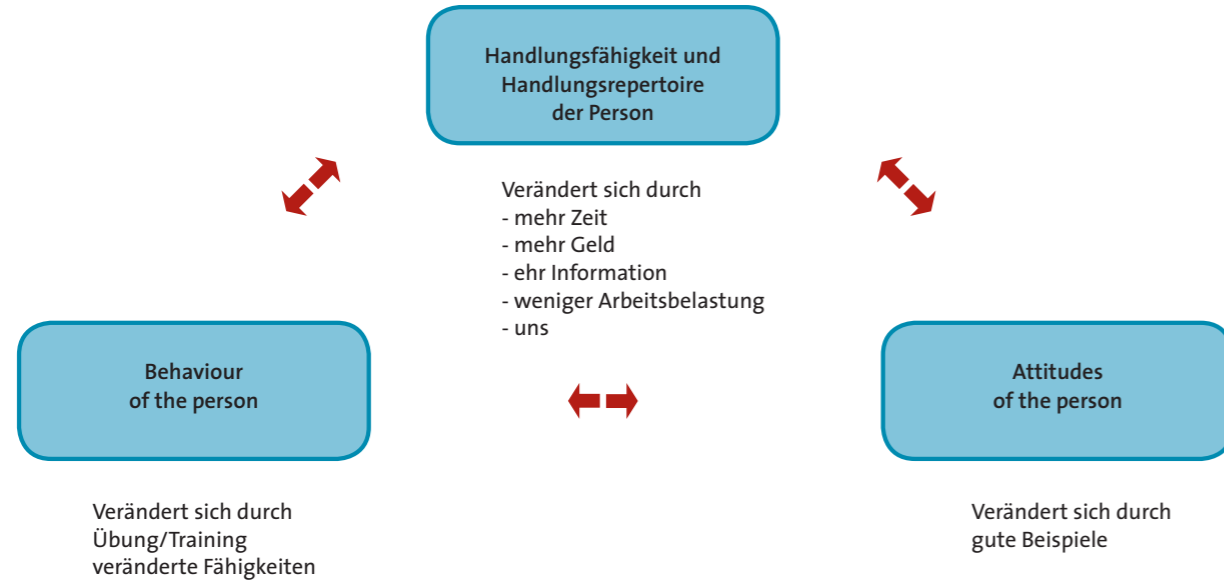 Handlungsfähigkeit und
Handlungsrepertoire
der Person
Verändert sich durch
- mehr Zeit
- mehr Geld
- ehr Information
- weniger Arbeitsbelastung
- uns
Behaviour
of the person
Attitudes
of the person
Verändert sich durch
Übung/Training
veränderte Fähigkeiten
Verändert sich durch
gute Beispiele